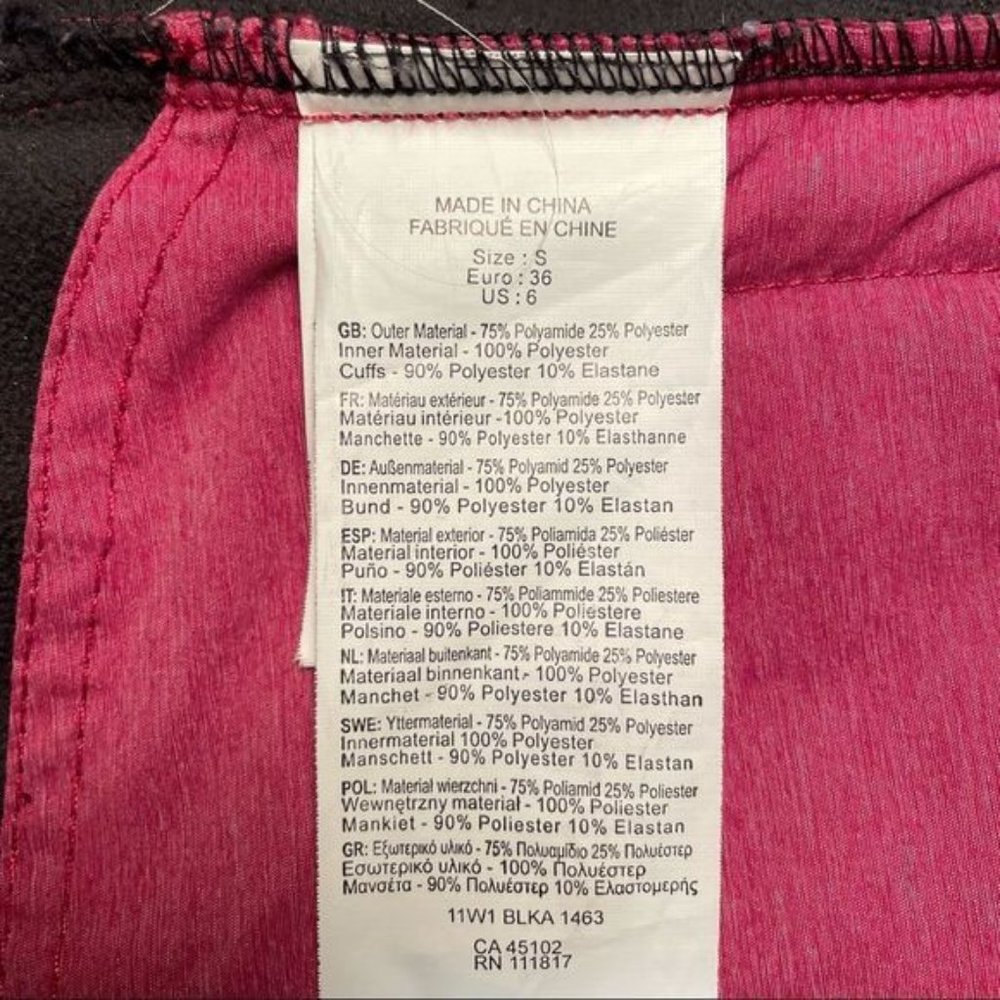 MADE IN CHINA
FABRIQUÉ EN CHINE
Size : S
Euro : 36
US : 6
GB: Outer Material - 75% Polyamide 25% Polyester
Inner Material - 100% Polyester
Cuffs - 90% Polyester 10% Elastane
FR: Matériau extérieur - 75% Polyamide 25% Polyester
Matériau intérieur -100% Polyester
Manchette - 90% Polyester 10% Elasthanne
DE: Außenmaterial - 75% Polyamid 25% Polyester
Innenmaterial - 100% Polyester
Bund - 90% Polyester 10% Elastan
ESP: Material exterior - 75% Poliamida 25% Poliéster
Material interior - 100% Poliéster
Puño - 90% Poliéster 10% Elastán
IT: Materiale esterno - 75% Poliammide 25% Poliestere
Materiale interno - 100% Poliestere
Polsino - 90% Poliestere 10% Elastane
NL: Materiaal buitenkant - 75% Polyamide 25% Polyester
Materiaal binnenkant - 100% Polyester
Manchet - 90% Polyester 10% Elasthan
SWE: Yttermaterial - 75% Polyamid 25% Polyester
Innermaterial 100% Polyester
Manschett - 90% Polyester 10% Elastan
POL: Materiał wierzchni - 75% Poliamid 25% Poliester
Wewnętrzny materiał - 100% Poliester
Mankiet - 90% Poliester 10% Elastan
GR: Εξωτερικό υλικό - 75% Πολυαμίδιο 25% Πολυέστερ
Εσωτερικό υλικό - 100% Πολυέστερ
Μανσέτα - 90% Πολυέστερ 10% Ελαστομερής
11W1 BLKA 1463
CA 45102
RN 111817